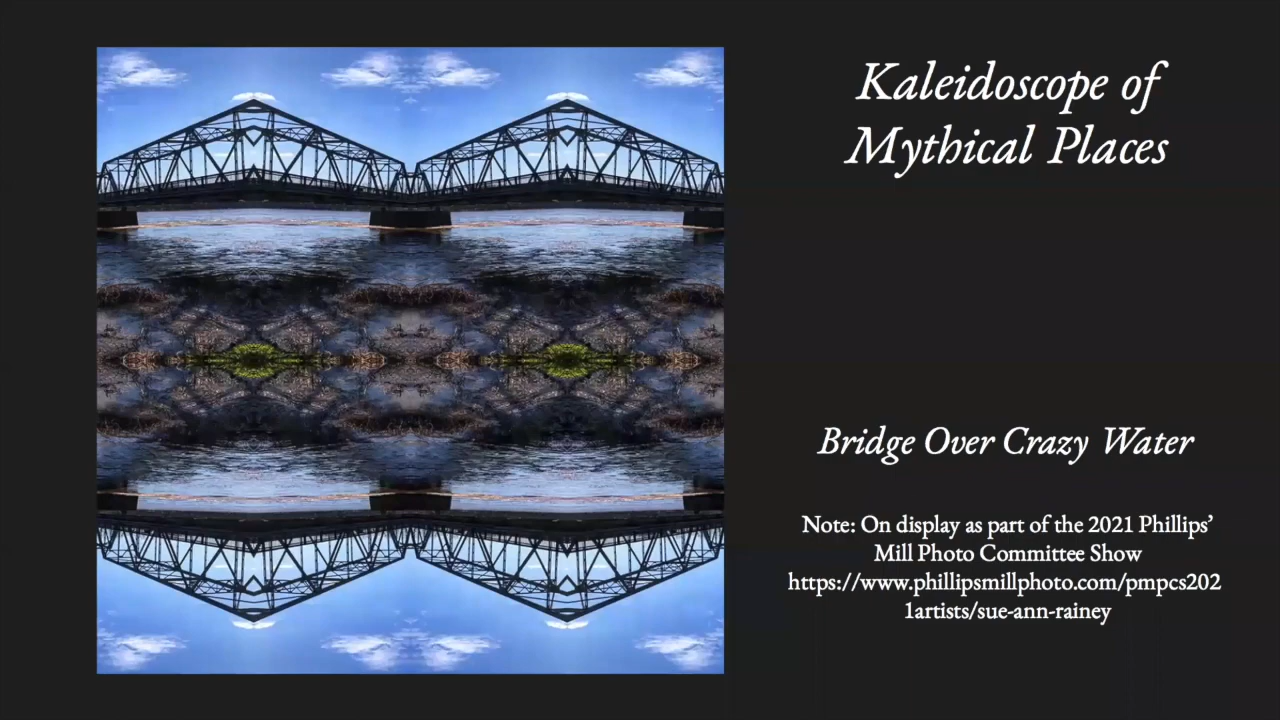 Kaleidoscope of
Mythical Places
Bridge Over Crazy Water
Note: On display as part of the 2021 Phillips’
Mill Photo Committee Show
https://www.phillipsmillphoto.com/pmpcs202
1artists/sue-ann-rainey